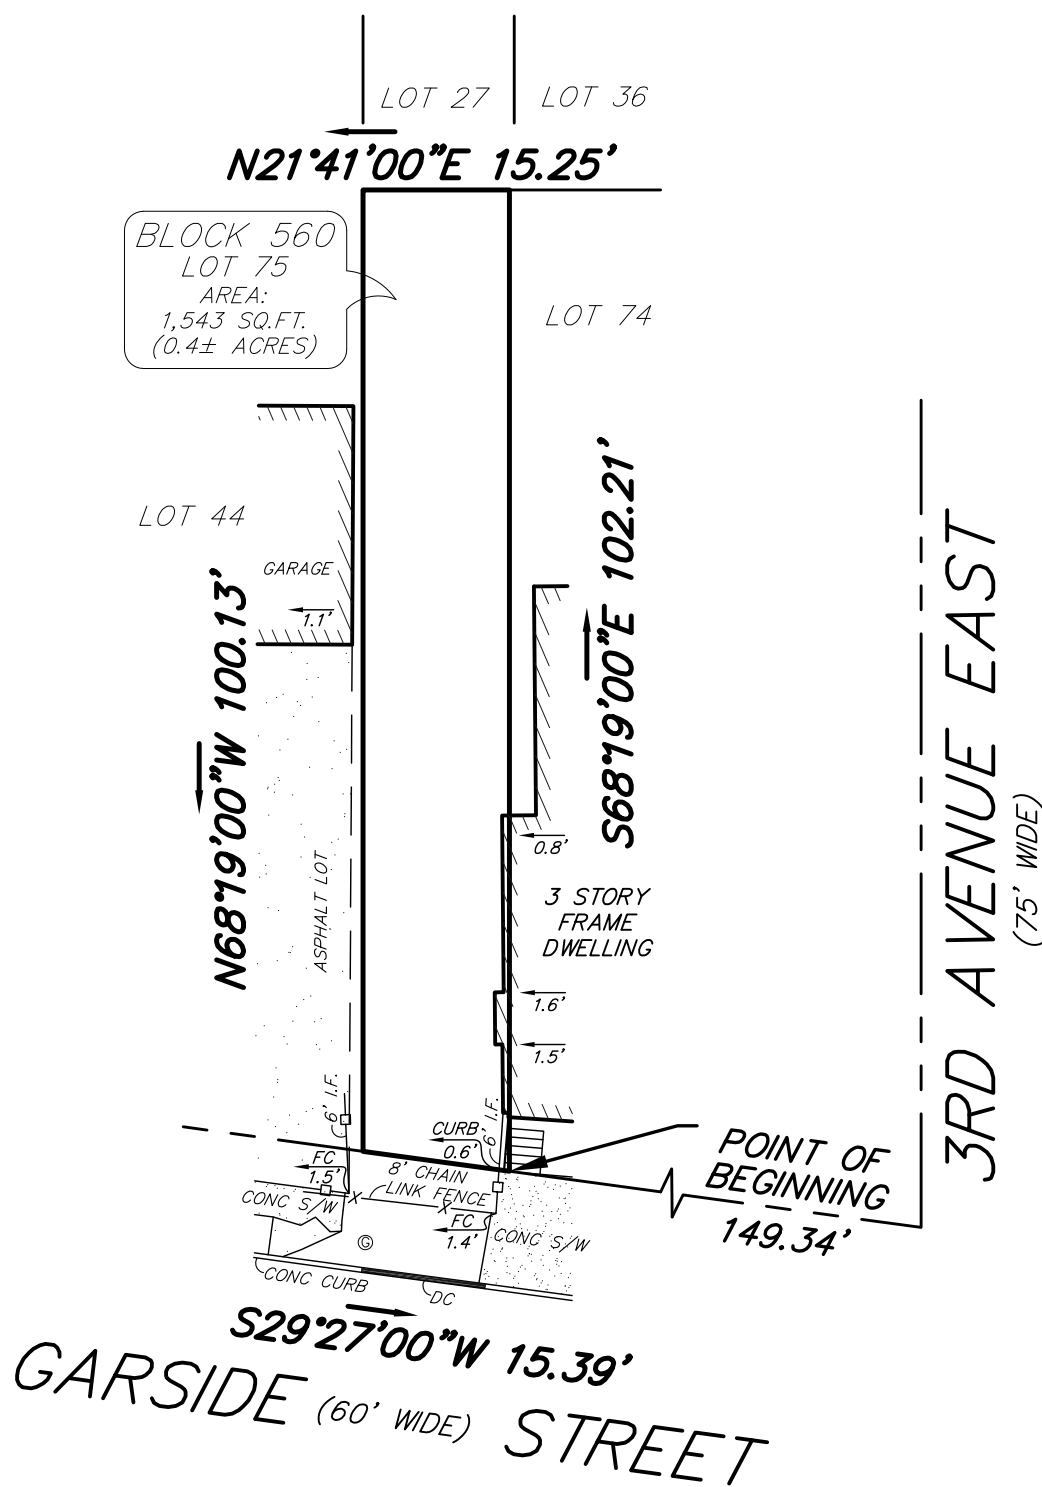 LOT 27
LOT 36
N21°41'00"E 15.25'
BLOCK 560
LOT 75
AREA:
1,543 SQ.FT.
(0.4± ACRES)
LOT 74
LOT 44
GARAGE
1.1'
N68°19'00"W 100.13'
S68°19'00"E 102.21'
ASPHALT LOT
0.8'
3 STORY
FRAME
DWELLING
1.6'
1.5'
3RD AVENUE EAST
(75' WIDE)
6' I.F.
6' I.F.
CURB
0.6'
FC
1.5'
8' CHAIN
LINK FENCE
X
X
CONC S/W
FC
1.4'
CONC S/W
G
CONC CURB
DC
POINT OF
BEGINNING
149.34'
S29°27'00"W 15.39'
GARSIDE (60' WIDE) STREET